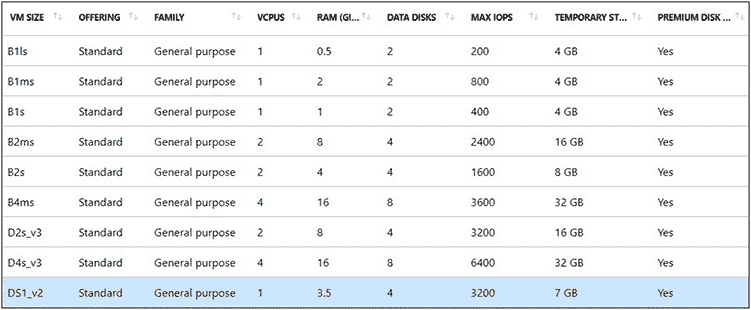 VM SIZE OFFERING FAMILY VCPUS RAM (GI... DATA DISKS MAX IOPS TEMPORARY ST... PREMIUM DISK ...
B1ls Standard General purpose 1 0.5 2 200 4 GB Yes
B1ms Standard General purpose 1 2 2 800 4 GB Yes
B1s Standard General purpose 1 1 2 400 4 GB Yes
B2ms Standard General purpose 2 8 4 2400 16 GB Yes
B2s Standard General purpose 2 4 4 1600 8 GB Yes
B4ms Standard General purpose 4 16 8 3600 32 GB Yes
D2s_v3 Standard General purpose 2 8 4 3200 16 GB Yes
D4s_v3 Standard General purpose 4 16 8 6400 32 GB Yes
DS1_v2 Standard General purpose 1 3.5 4 3200 7 GB Yes